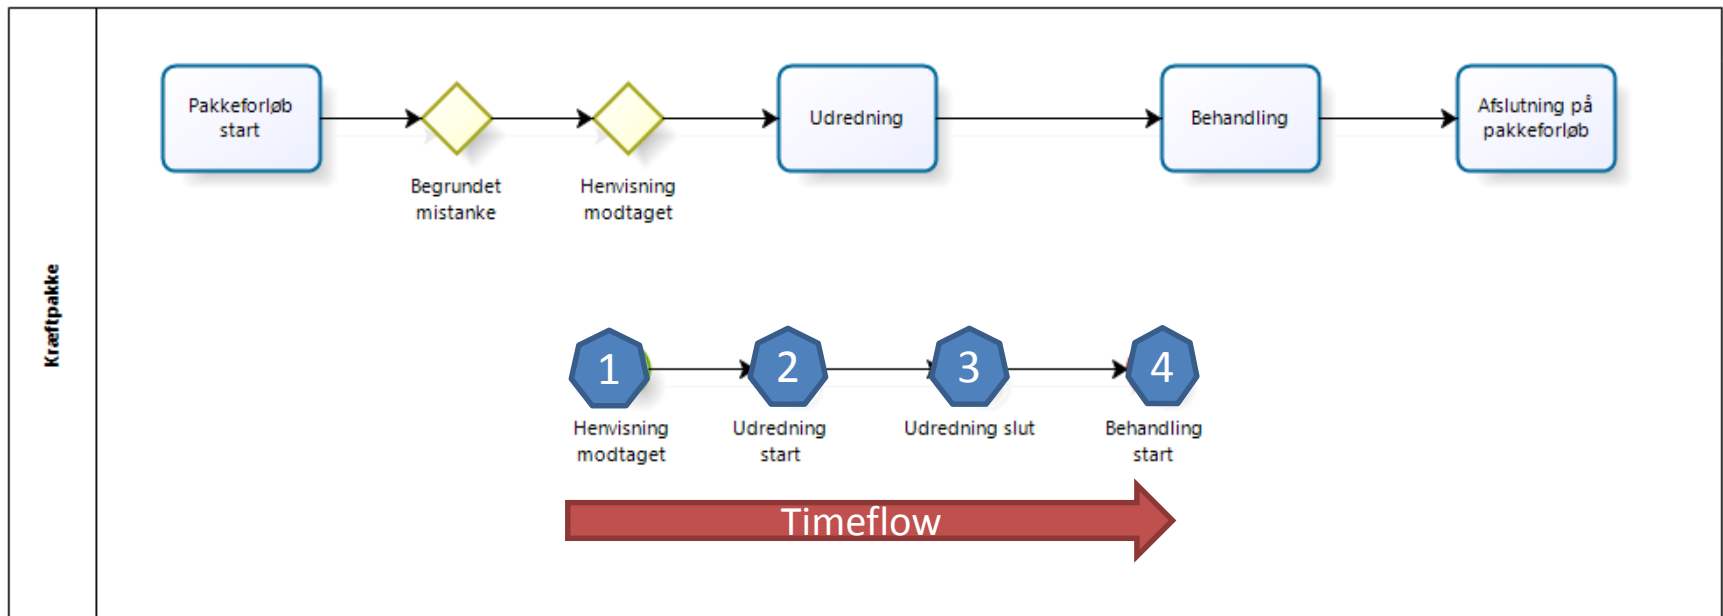 Kræftpakke
Pakkeforløb
start
Begrundet
mistanke
Henvisning
modtaget
Udredning
Behandling
Afslutning på
pakkeforløb
1
2
3
4
Henvisning
modtaget
Udredning
start
Udredning slut
Behandling
start
Timeflow